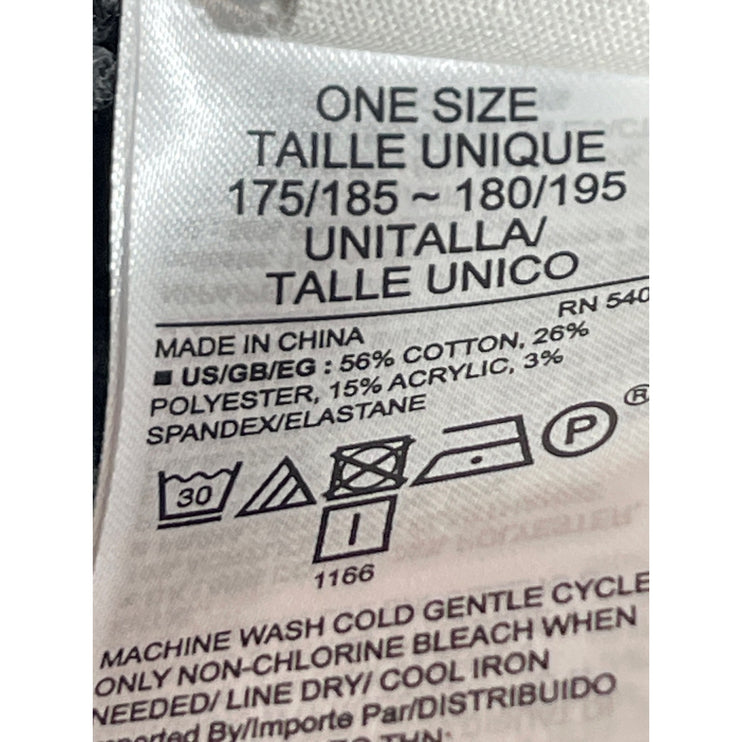 ONE SIZE
TAILLE UNIQUE
175/185 ~ 180/195
UNITALLA/
TALLE UNICO
RN 540
MADE IN CHINA
■ US/GB/EG : 56% COTTON, 26%
POLYESTER, 15% ACRYLIC, 3%
SPANDEX/ELASTANE
30 P ®
1166
MACHINE WASH COLD GENTLE CYCLE
ONLY NON-CHLORINE BLEACH WHEN
NEEDED/ LINE DRY/ COOL IRON
By/Importe Par/DISTRIBUIDO